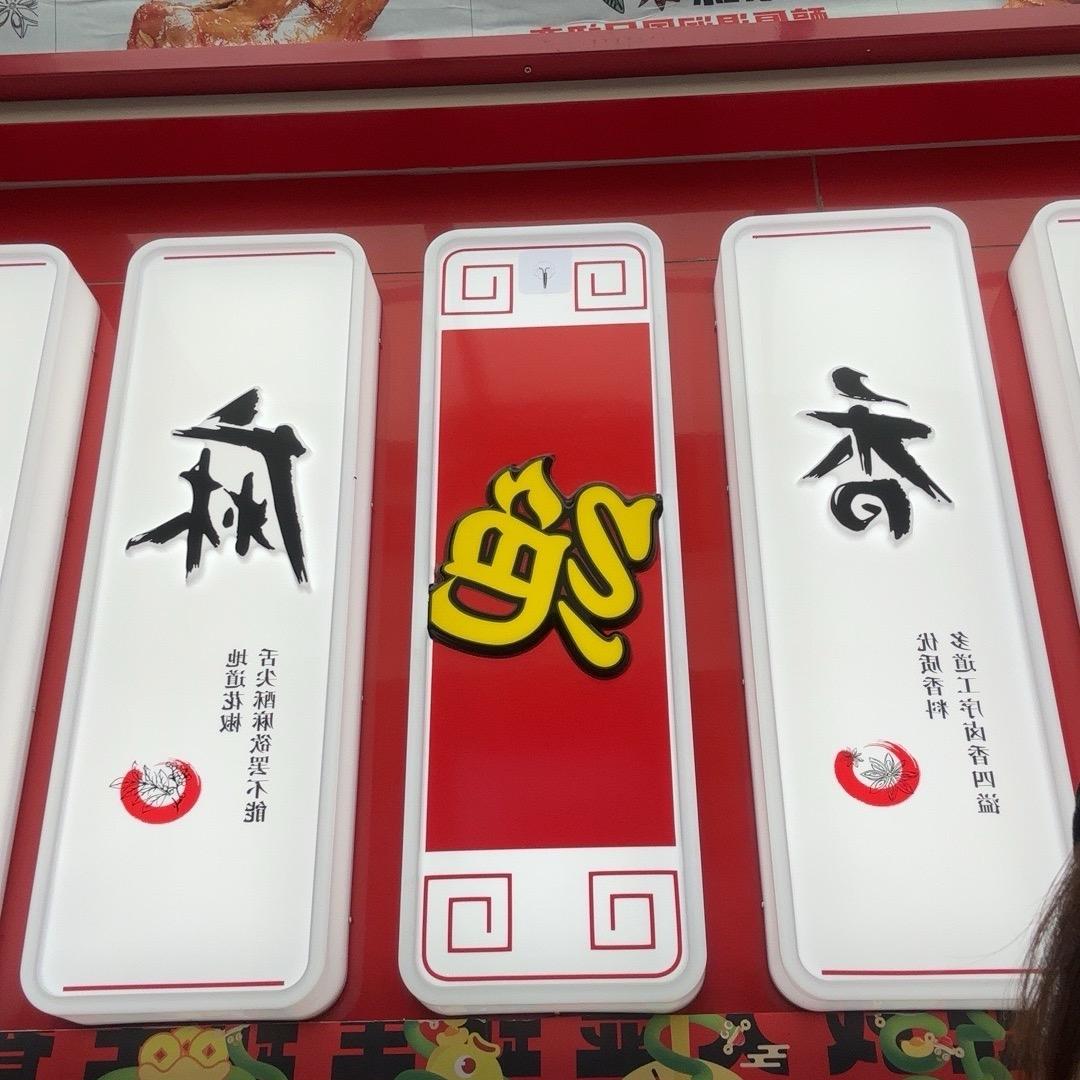 香
优质香料
多道工序卤香四溢
绝
麻
地道花椒
舌尖酥麻欲罢不能